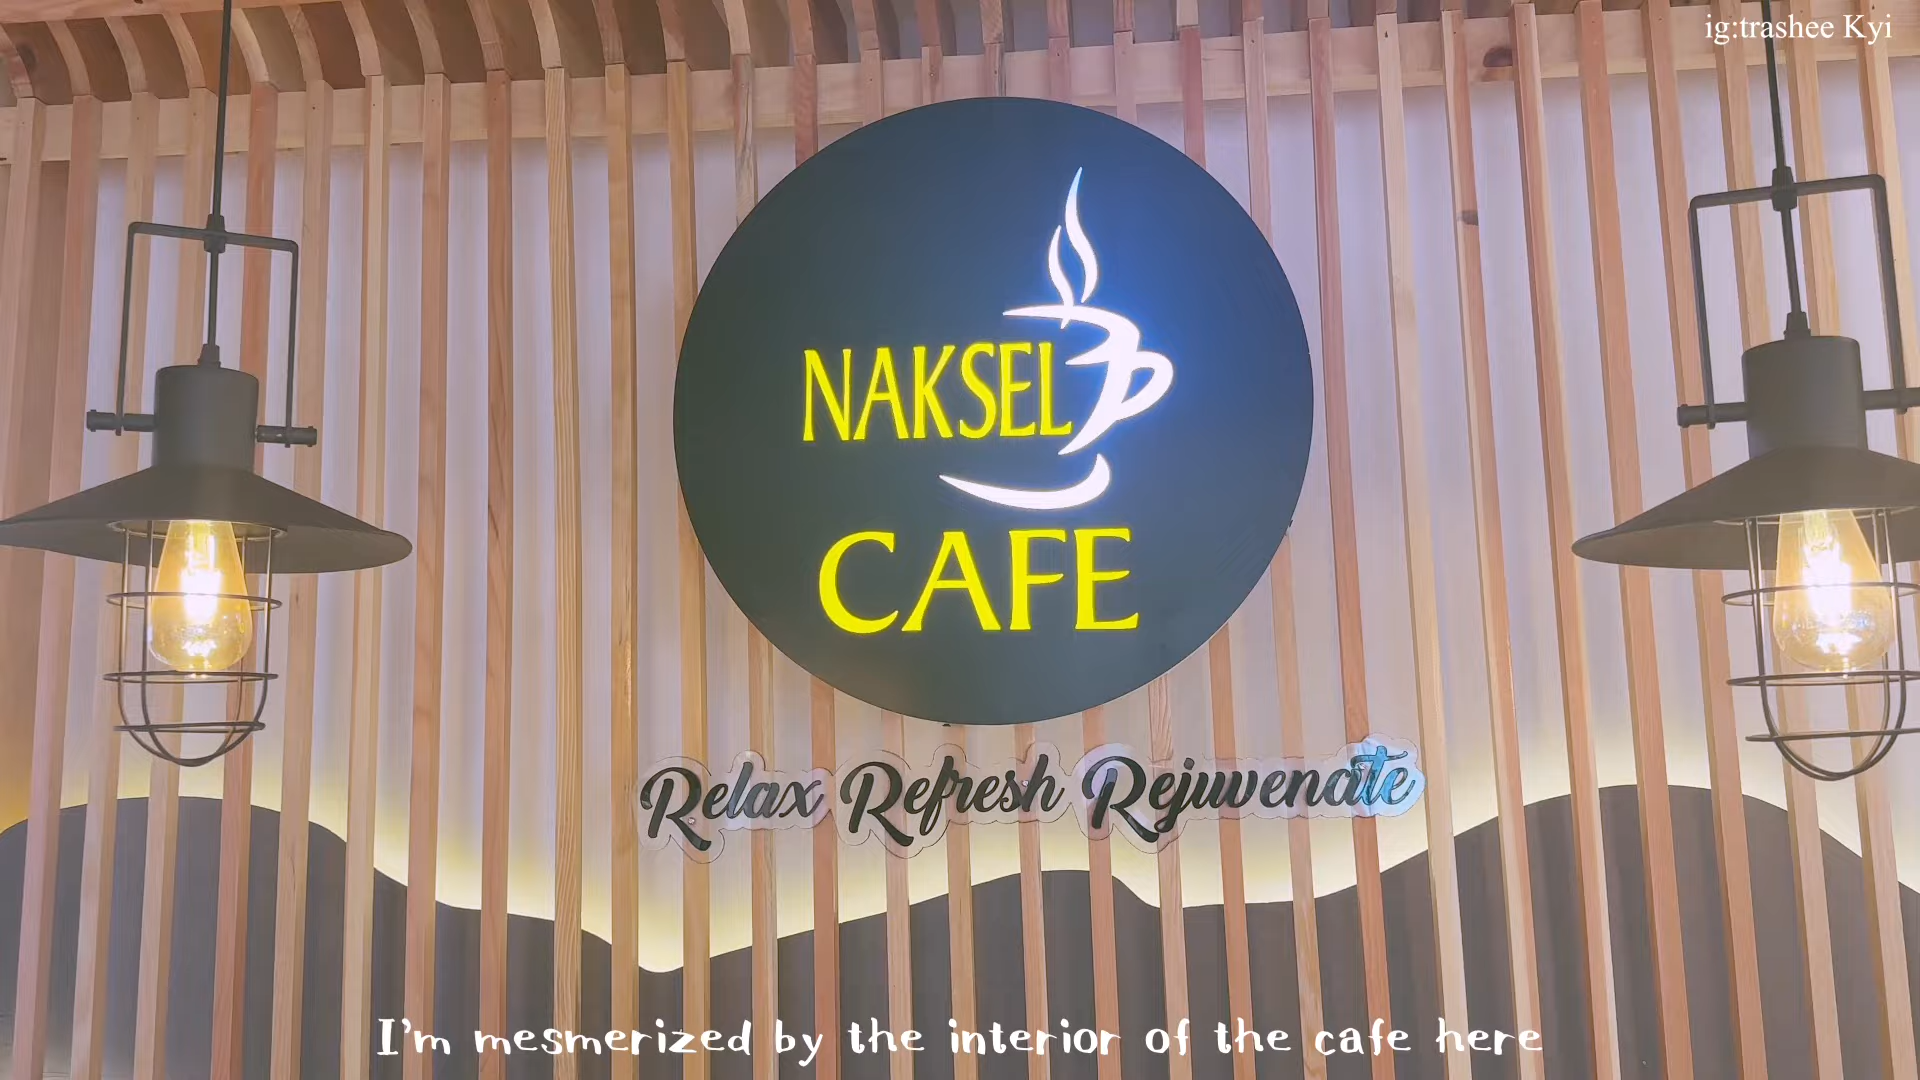 ig:trashee Kyi
NAKSEL
CAFE
Relax Refresh Rejuvenate
I'm mesmerized by the interior of the cafe here